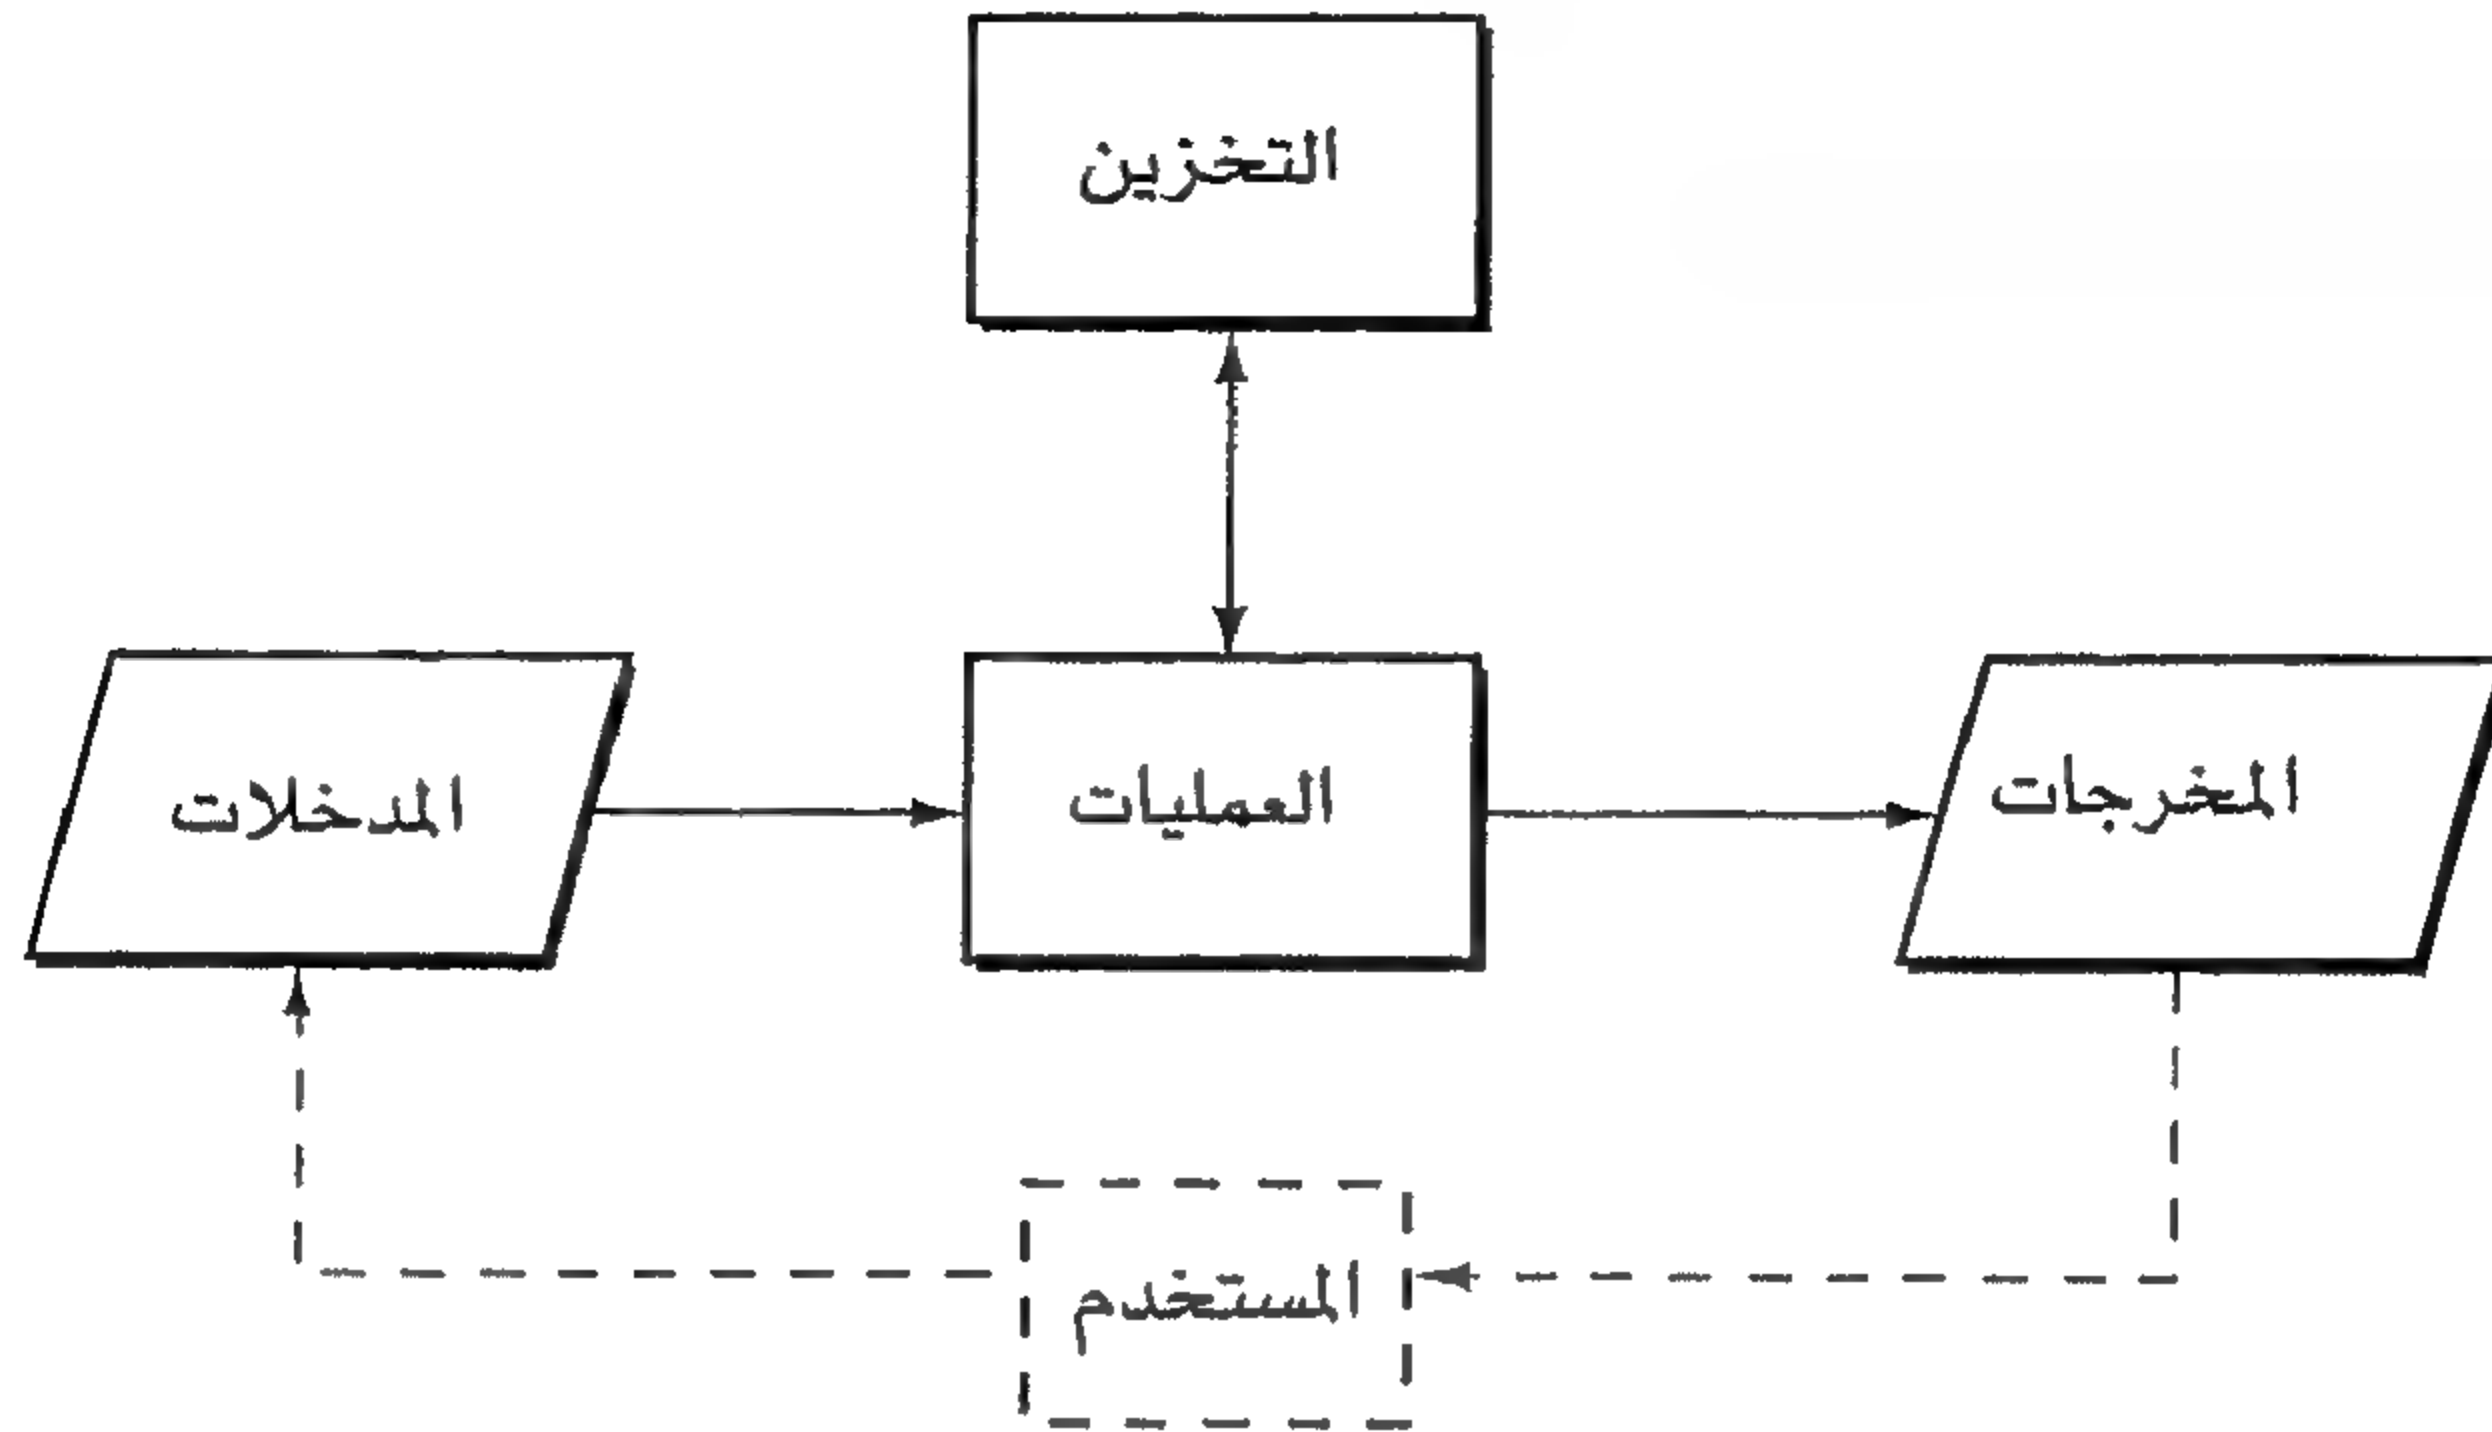 التخزين
المدخلات
العمليات
المخرجات
المستخدم